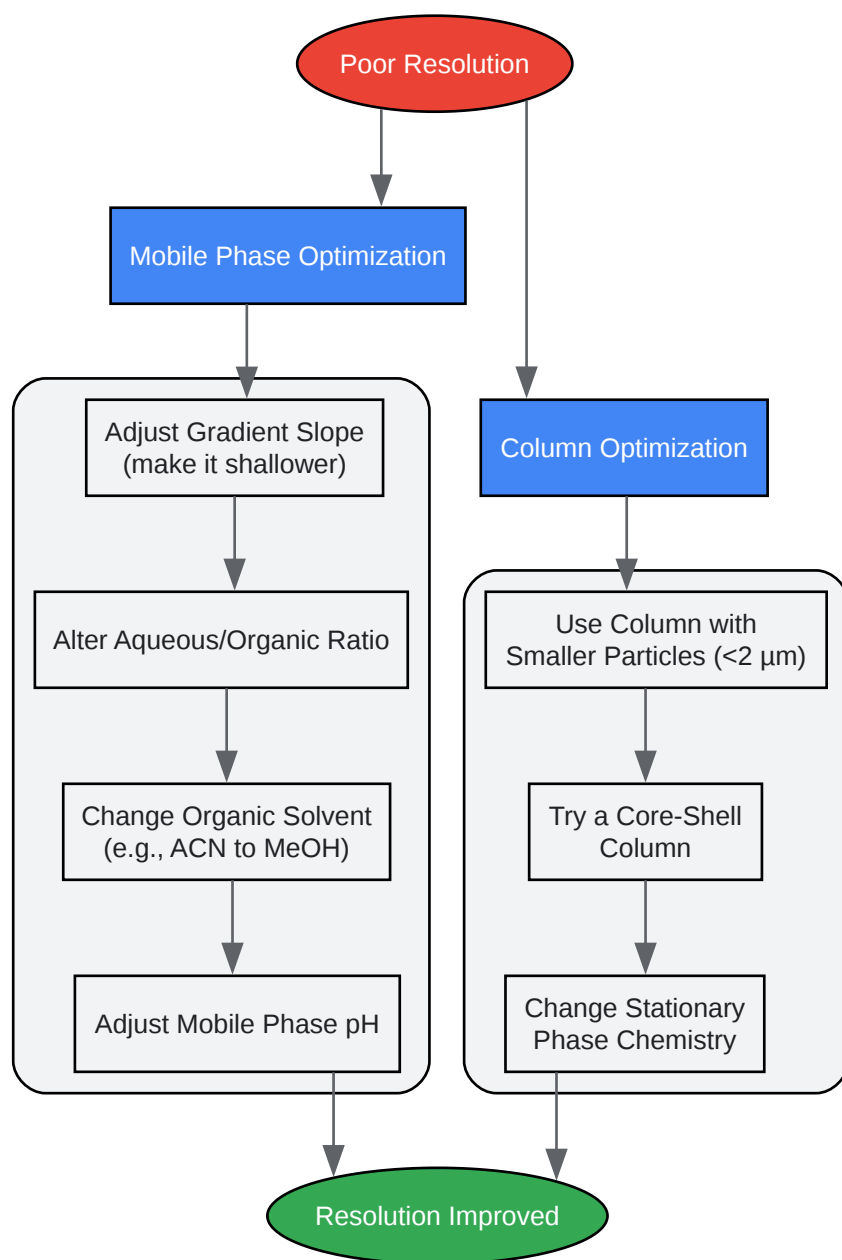 Poor Resolution
Mobile Phase Optimization
Adjust Gradient Slope
(make it shallower)
Alter Aqueous/Organic Ratio
Change Organic Solvent
(e.g., ACN to MeOH)
Adjust Mobile Phase pH
Column Optimization
Use Column with
Smaller Particles (<2 µm)
Try a Core-Shell
Column
Change Stationary
Phase Chemistry
Resolution Improved